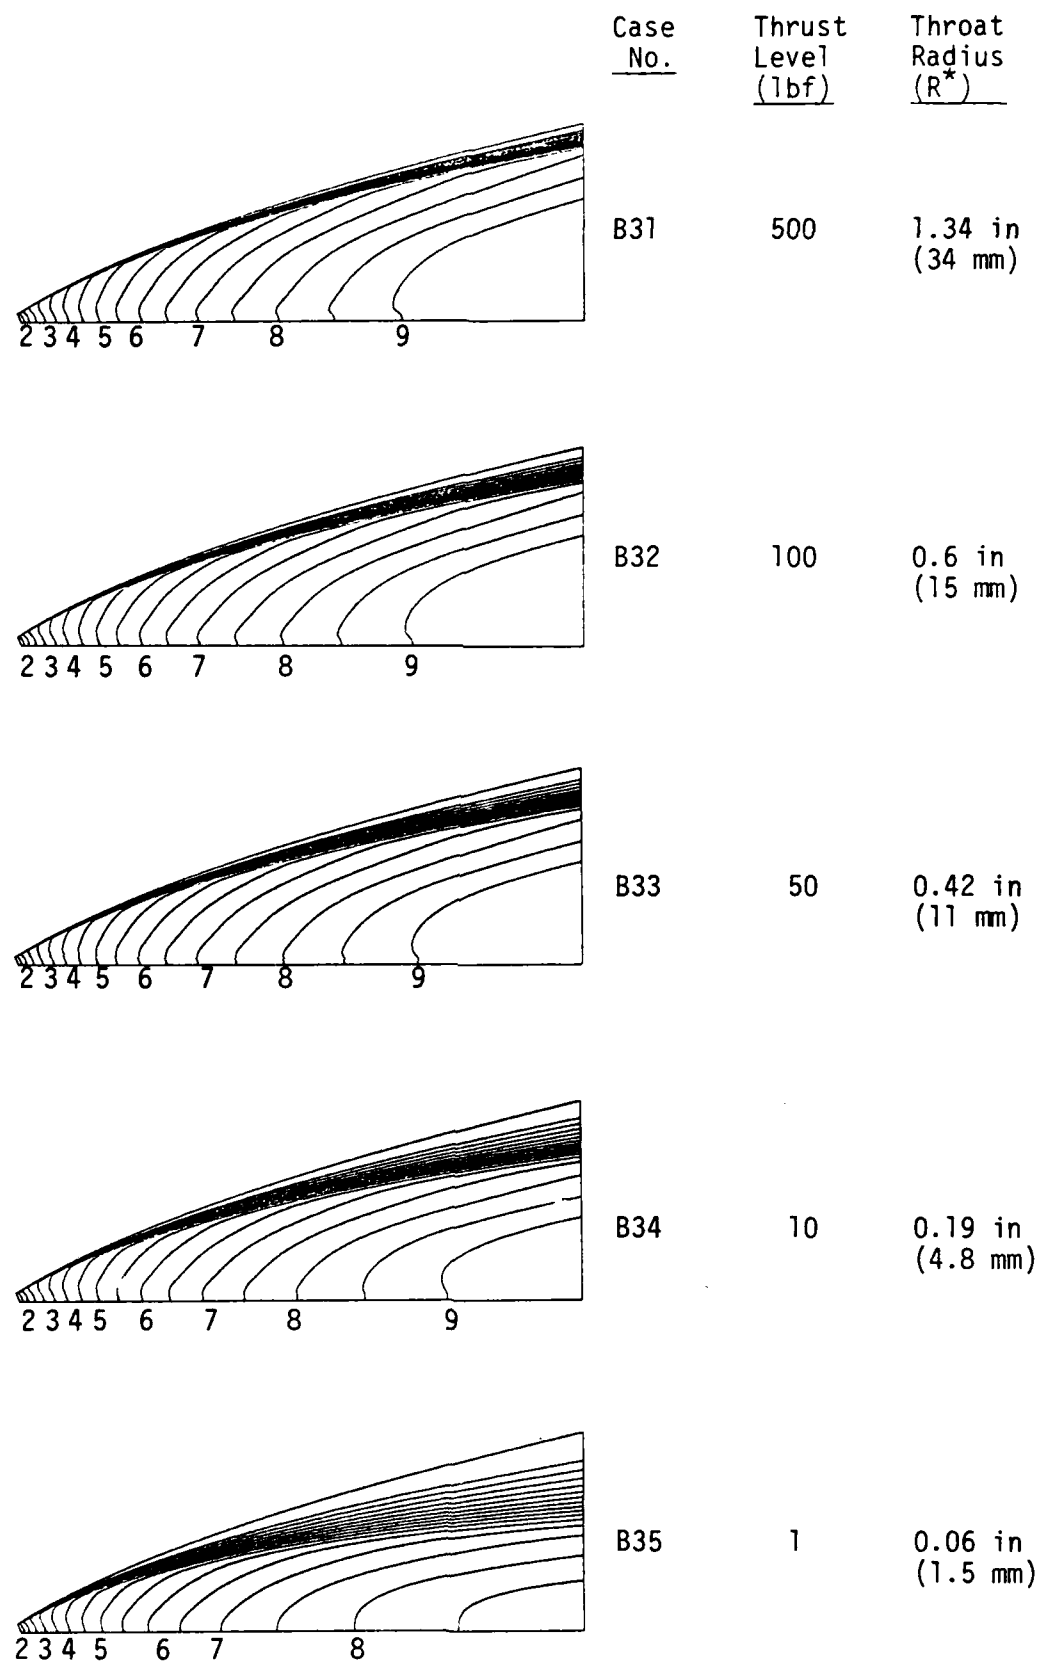 Case No. Thrust Level (lbf) Throat Radius (R*)
B31 500 1.34 in (34 mm)
2 3 4 5 6 7 8 9
B32 100 0.6 in (15 mm)
2 3 4 5 6 7 8 9
B33 50 0.42 in (11 mm)
2 3 4 5 6 7 8 9
B34 10 0.19 in (4.8 mm)
2 3 4 5 6 7 8 9
B35 1 0.06 in (1.5 mm)
2 3 4 5 6 7 8